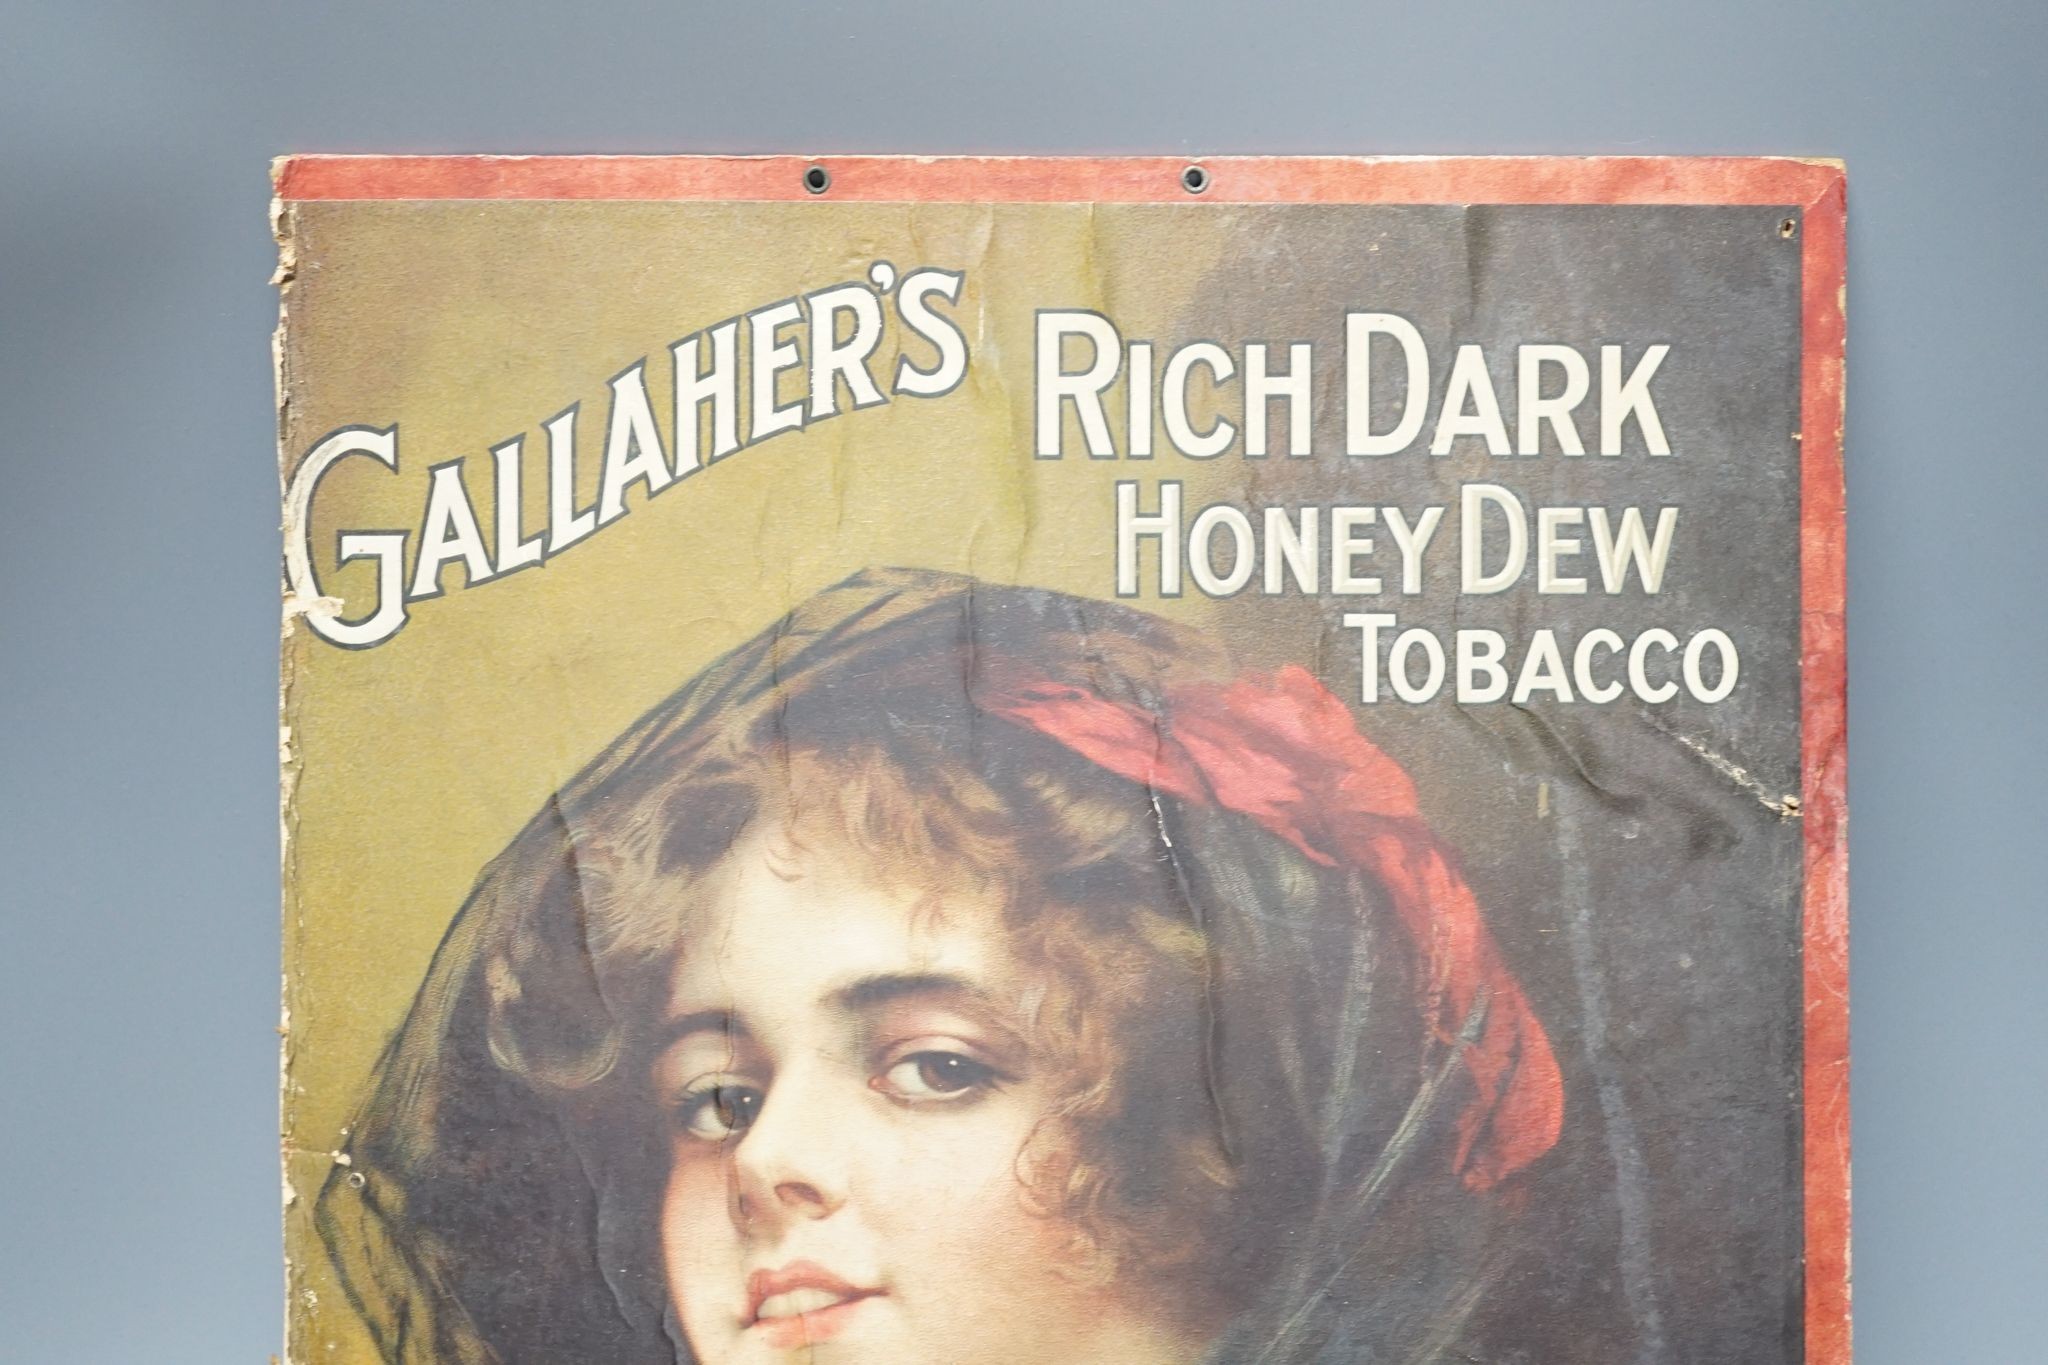 GALLAHER'S
RICH DARK
HONEY DEW
TOBACCO